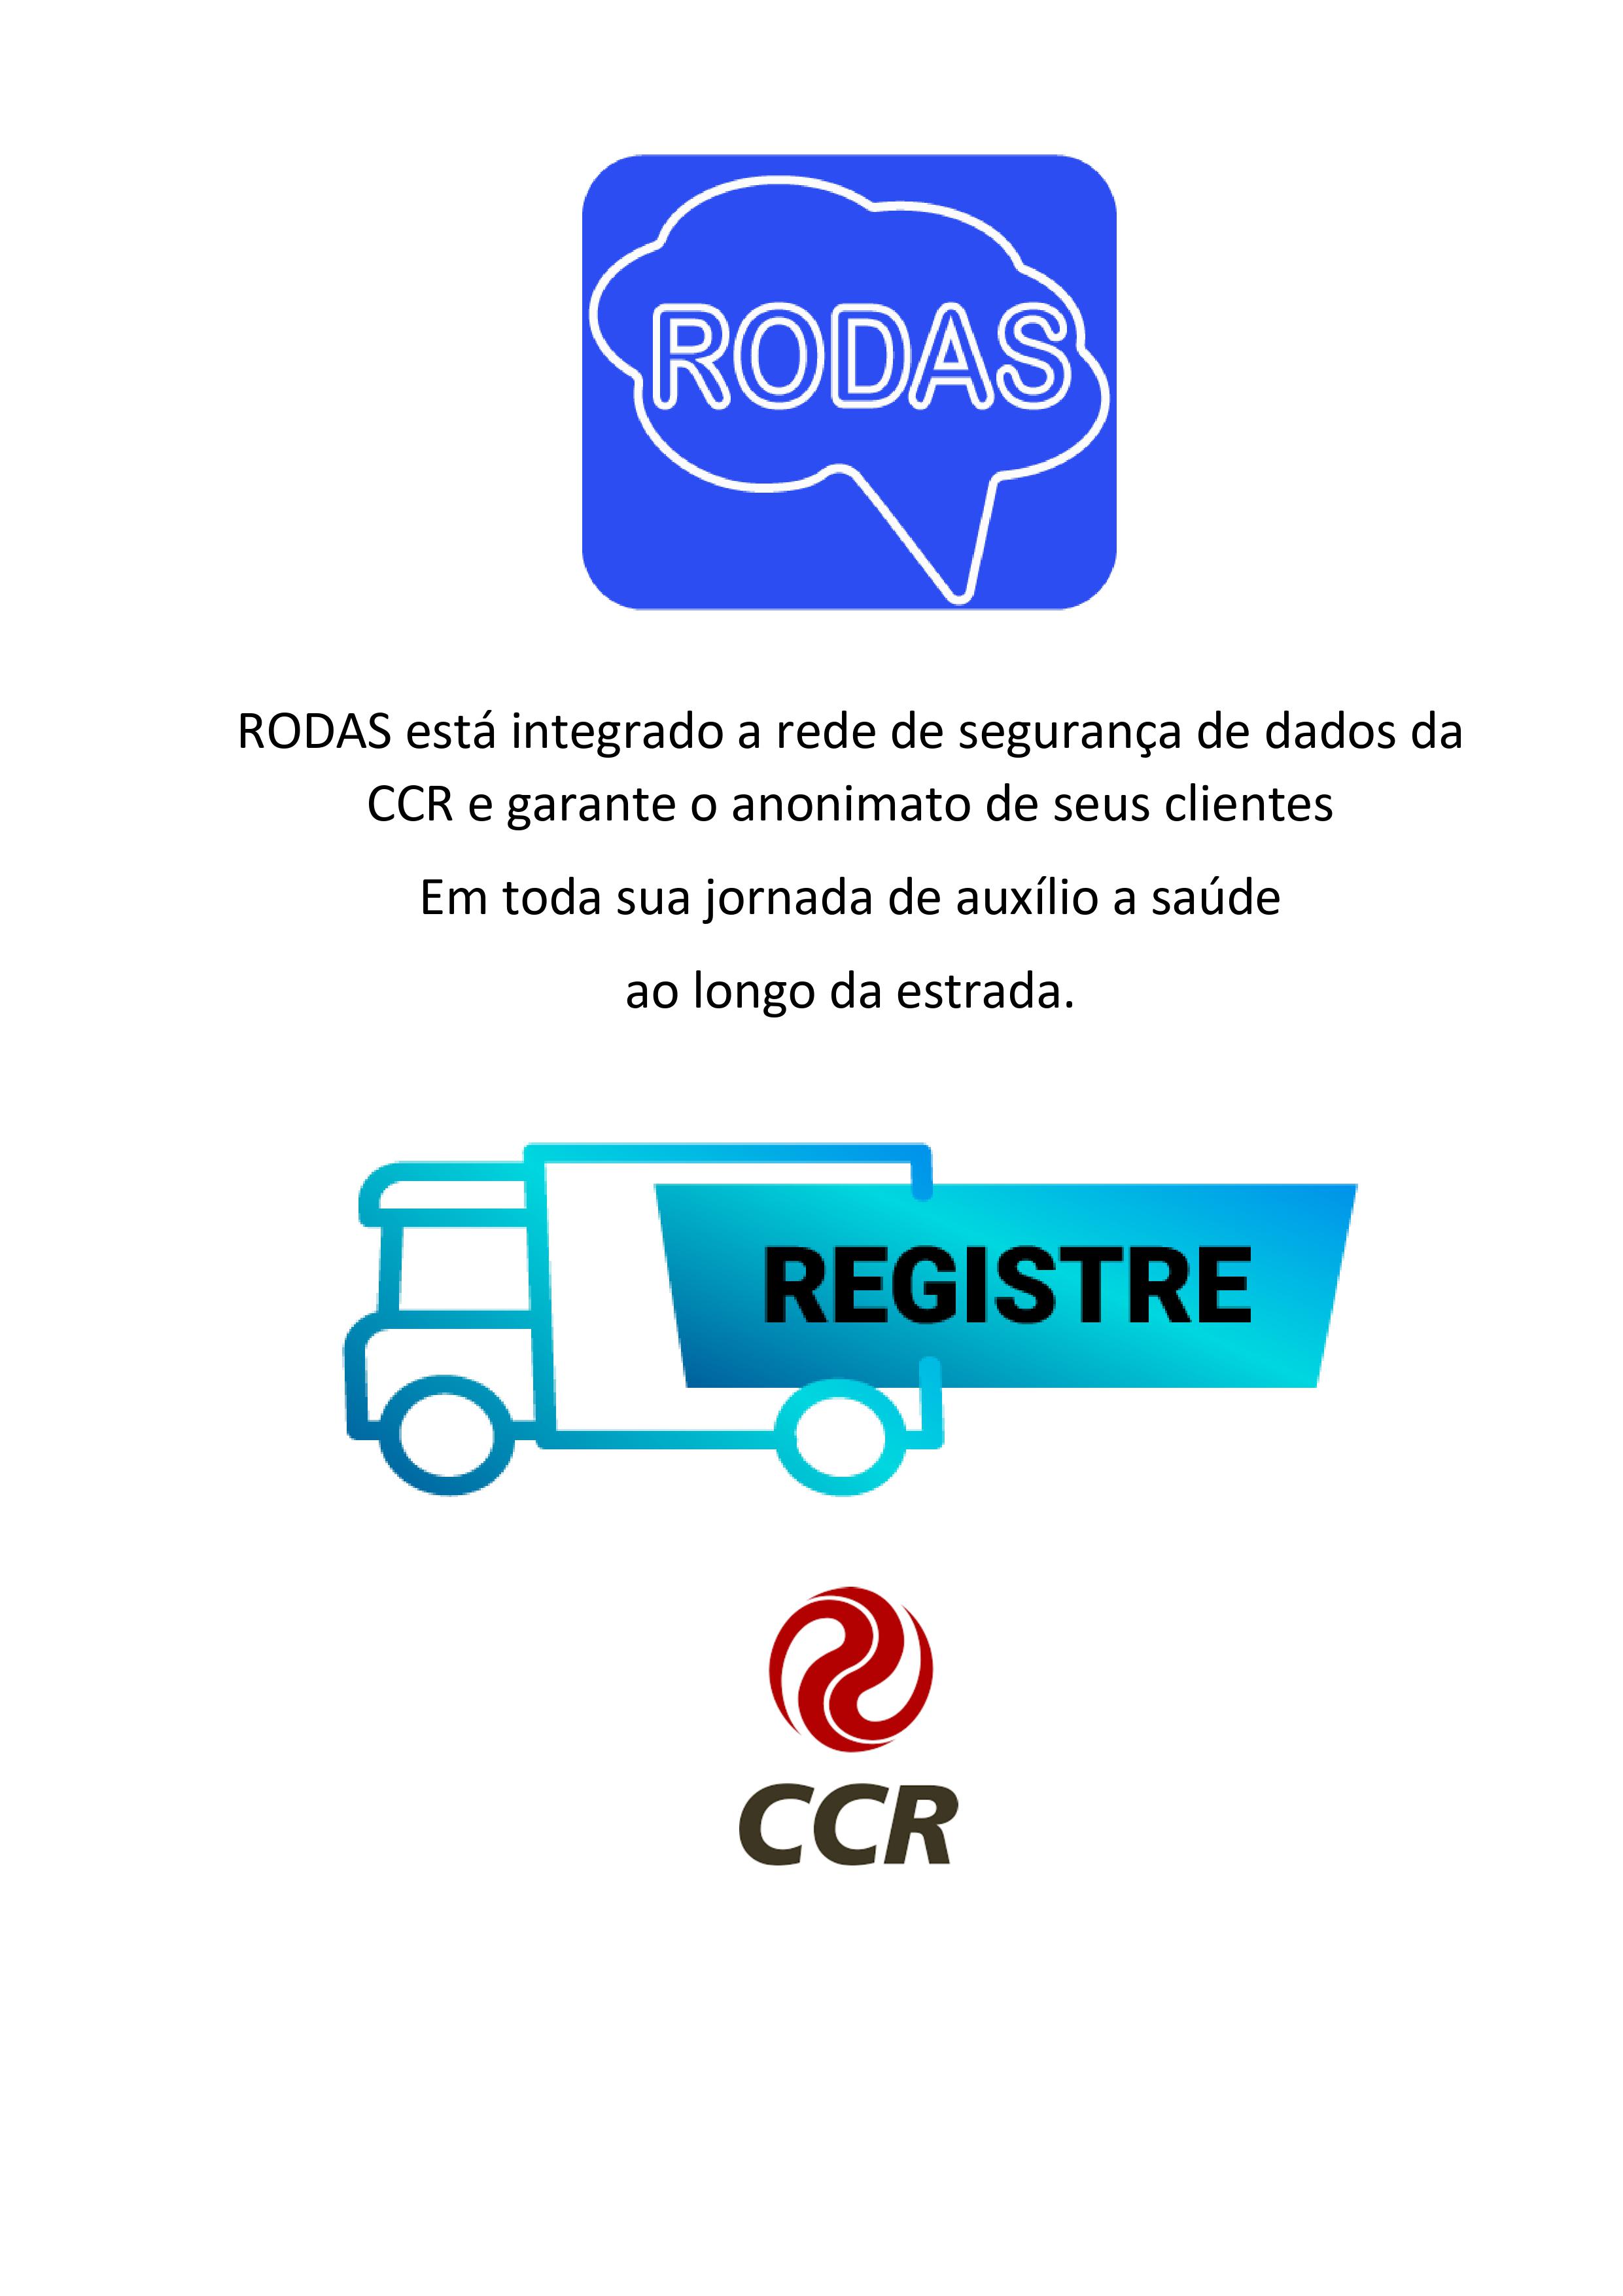 RODAS
RODAS está integrado a rede de segurança de dados da
CCR e garante o anonimato de seus clientes
Em toda sua jornada de auxílio a saúde
ao longo da estrada.
REGISTRE
CCR